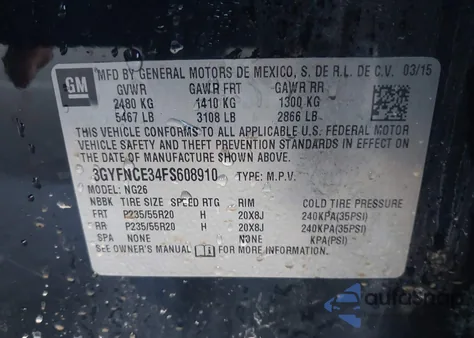 GM
MFD BY GENERAL MOTORS DE MEXICO, S. DE R.L. DE C.V. 03/15
GVWR GAWR FRT GAWR RR
2480 KG 1410 KG 1300 KG
5467 LB 3108 LB 2866 LB
THIS VEHICLE CONFORMS TO ALL APPLICABLE U.S. FEDERAL MOTOR
VEHICLE SAFETY AND THEFT PREVENTION STANDARDS IN EFFECT
ON THE DATE OF MANUFACTURE SHOWN ABOVE.
3GYFNCE34FS608910 TYPE: M.P.V.
MODEL: NG26
NBBK TIRE SIZE SPEED RTG RIM COLD TIRE PRESSURE
FRT P235/55R20 H 20X8J 240KPA(35PSI)
RR P235/55R20 H 20X8J 240KPA(35PSI)
SPA NONE NONE KPA(PSI)
SEE OWNER'S MANUAL FOR MORE INFORMATION.
autoSnap